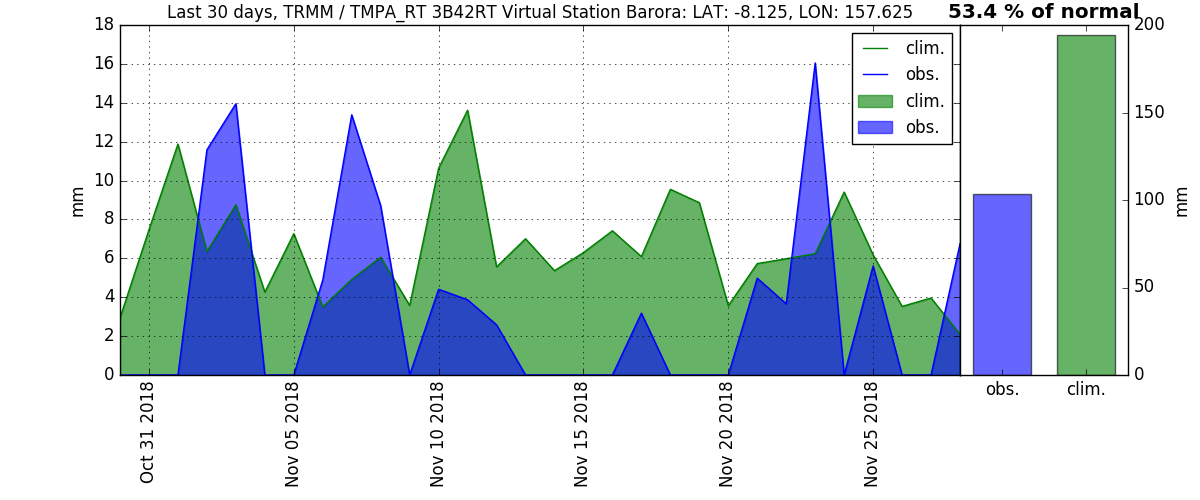 Last 30 days, TRMM / TMPA_RT 3B42RT Virtual Station Barora: LAT: -8.125, LON: 157.625
53.4 % of normal
18
16
14
12
10
8
6
4
2
0
mm
clim.
obs.
clim.
obs.
Oct 31 2018
Nov 05 2018
Nov 10 2018
Nov 15 2018
Nov 20 2018
Nov 25 2018
200
150
100
50
0
mm
obs.
clim.